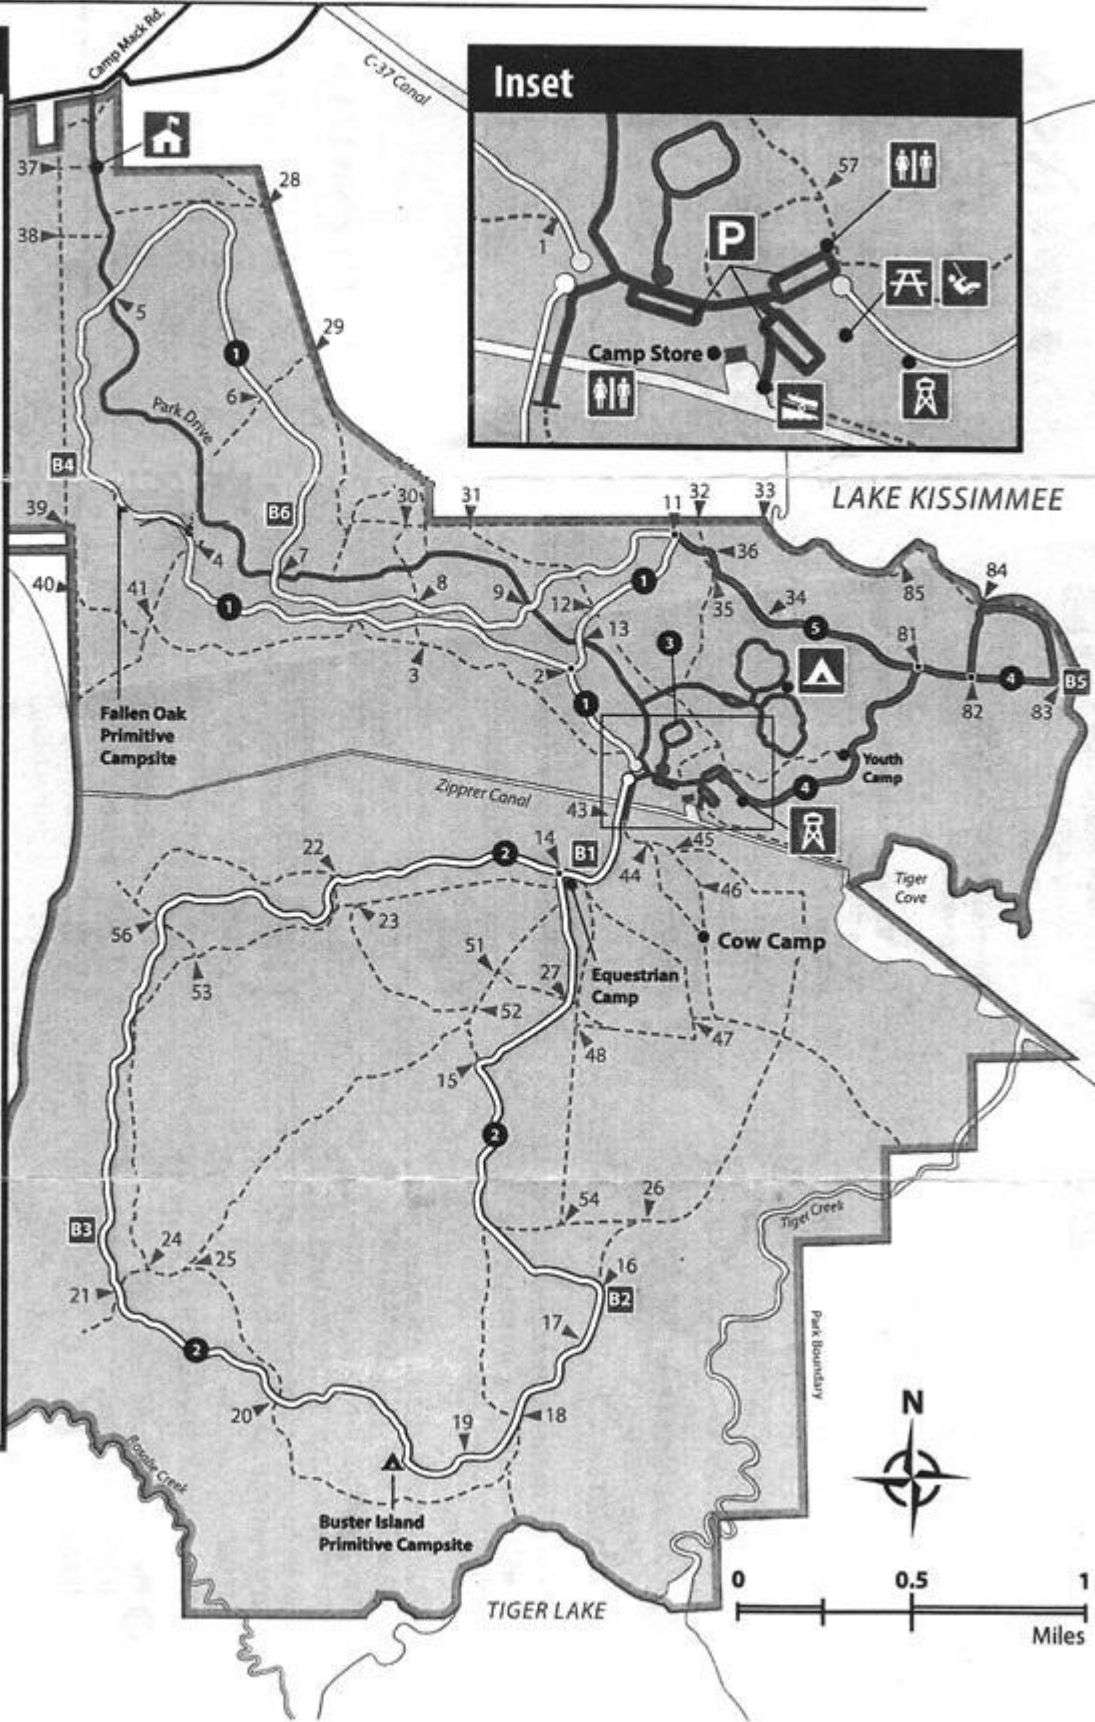 Camp Mack Rd.
C-37 Canal
Inset
37
28
38
57
P
1
5
29
1
Camp Store
6
Park Drive
B4
39
B6
30
31
11
32
33
LAKE KISSIMMEE
4
7
36
40
41
1
8
9
12
1
35
34
85
84
13
3
5
81
3
2
1
4
B5
82
83
Fallen Oak
Primitive
Campsite
Youth
Camp
Zipprer Canal
43
4
22
2
14
B1
44
45
46
Tiger
Cove
56
23
Cow Camp
51
53
27
Equestrian
Camp
52
48
47
15
2
54
26
B3
Tiger Creek
24
25
16
21
B2
17
2
Park Boundary
20
19
18
N
Rosalie Creek
Buster Island
Primitive Campsite
0 0.5 1
TIGER LAKE
Miles